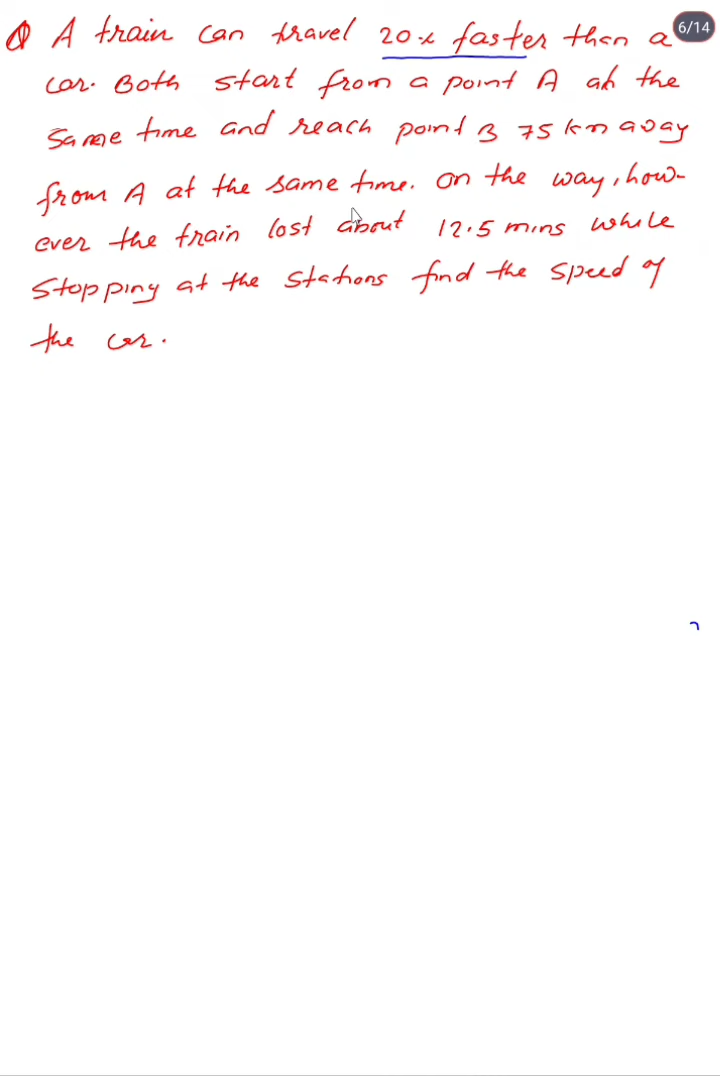 Q A train can travel 20% faster than a 6/14
car. Both start from a point A at the
same time and reach point B 75 km away
from A at the same time. on the way, how-
ever the train lost about 12.5 mins while
stopping at the stations find the speed of
the car.